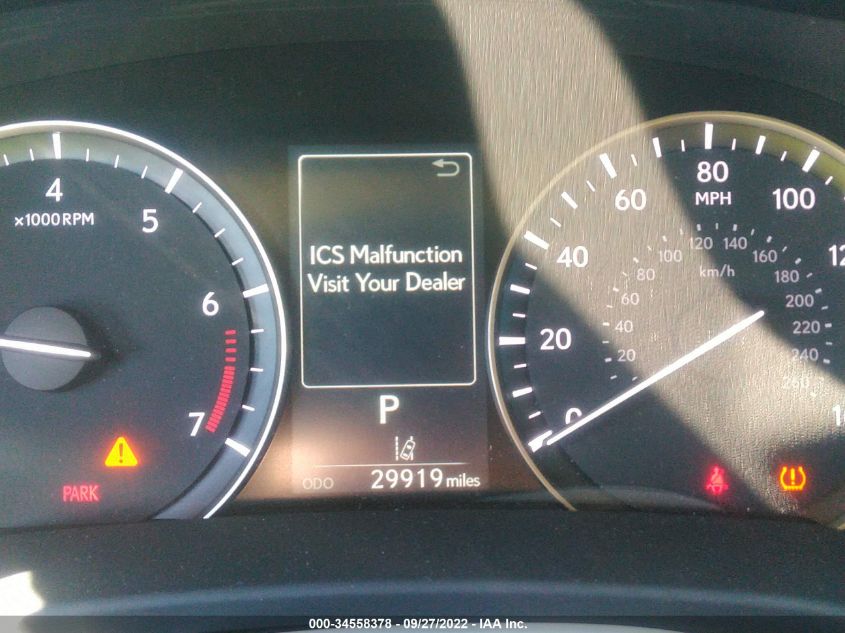 4
x1000 RPM
5
6
7
PARK
ICS Malfunction
Visit Your Dealer
P
ODO 29919 miles
0
20
40
60
80
MPH
100
20
40
60
80
100
120
140
160
180
200
220
240
260
km/h
000-34558378 - 09/27/2022 - IAA Inc.